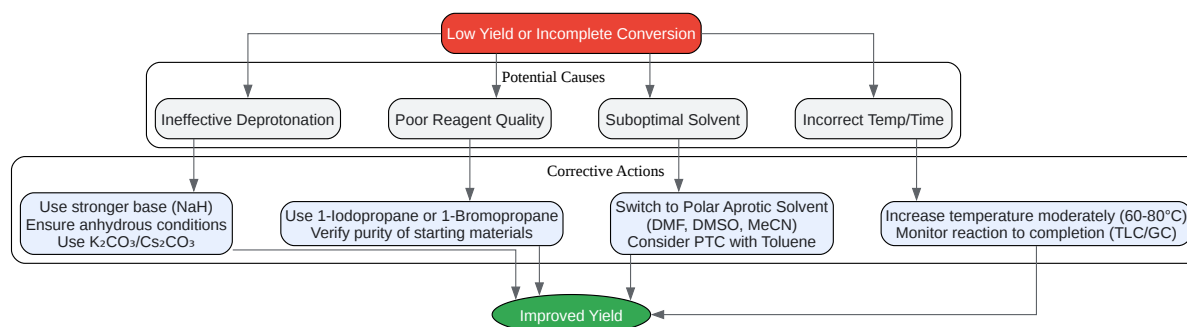 Low Yield or Incomplete Conversion
Potential Causes
Ineffective Deprotonation
Poor Reagent Quality
Suboptimal Solvent
Incorrect Temp/Time
Corrective Actions
Use stronger base (NaH)
Ensure anhydrous conditions
Use K₂CO₃/Cs₂CO₃
Use 1-Iodopropane or 1-Bromopropane
Verify purity of starting materials
Switch to Polar Aprotic Solvent
(DMF, DMSO, MeCN)
Consider PTC with Toluene
Increase temperature moderately (60-80°C)
Monitor reaction to completion (TLC/GC)
Improved Yield